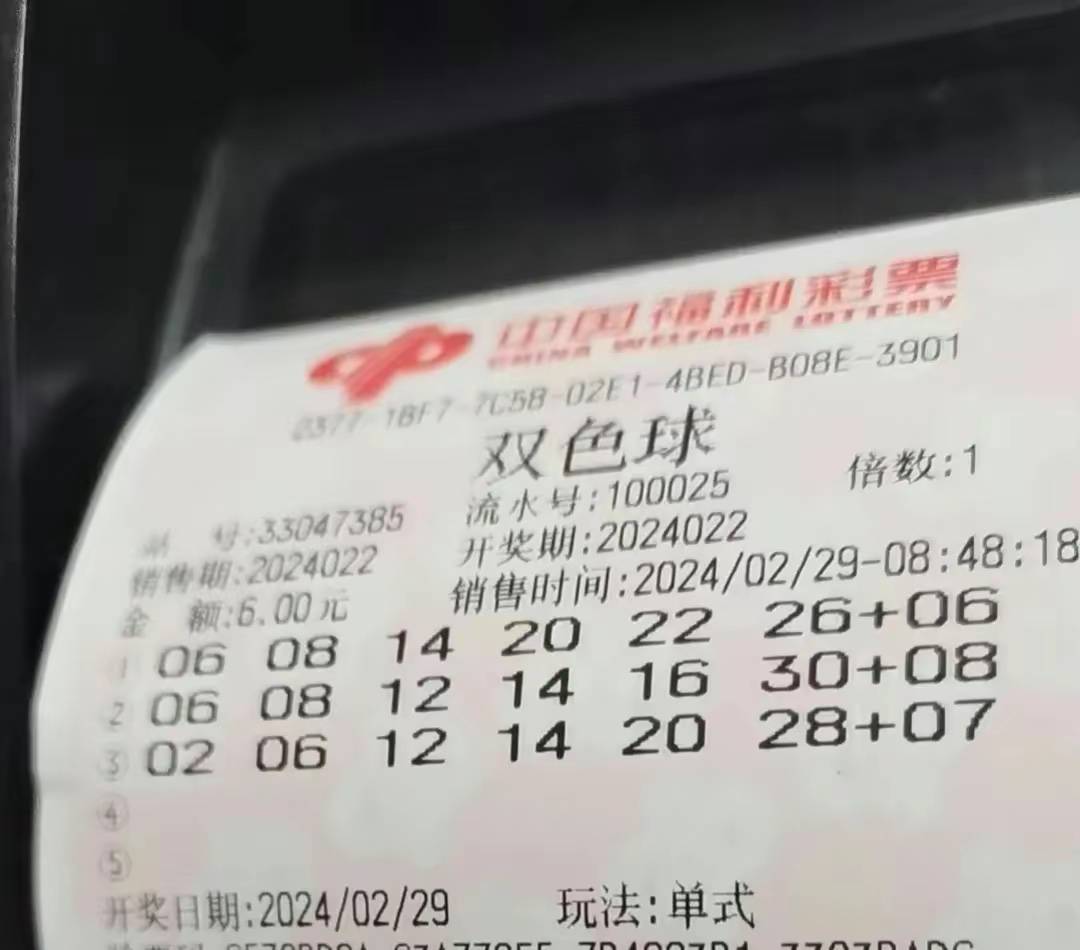 中国福利彩票
CHINA WELFARE LOTTERY
0377-1BF7-7C5B-02E1-4BED-B08E-3901
双色球
站 号:33047385 流水号:100025 倍数:1
销售期:2024022 开奖期:2024022
金 额:6.00元 销售时间:2024/02/29-08:48:18
① 06 08 14 20 22 26+06
② 06 08 12 14 16 30+08
③ 02 06 12 14 20 28+07
④
⑤
开奖日期:2024/02/29 玩法:单式